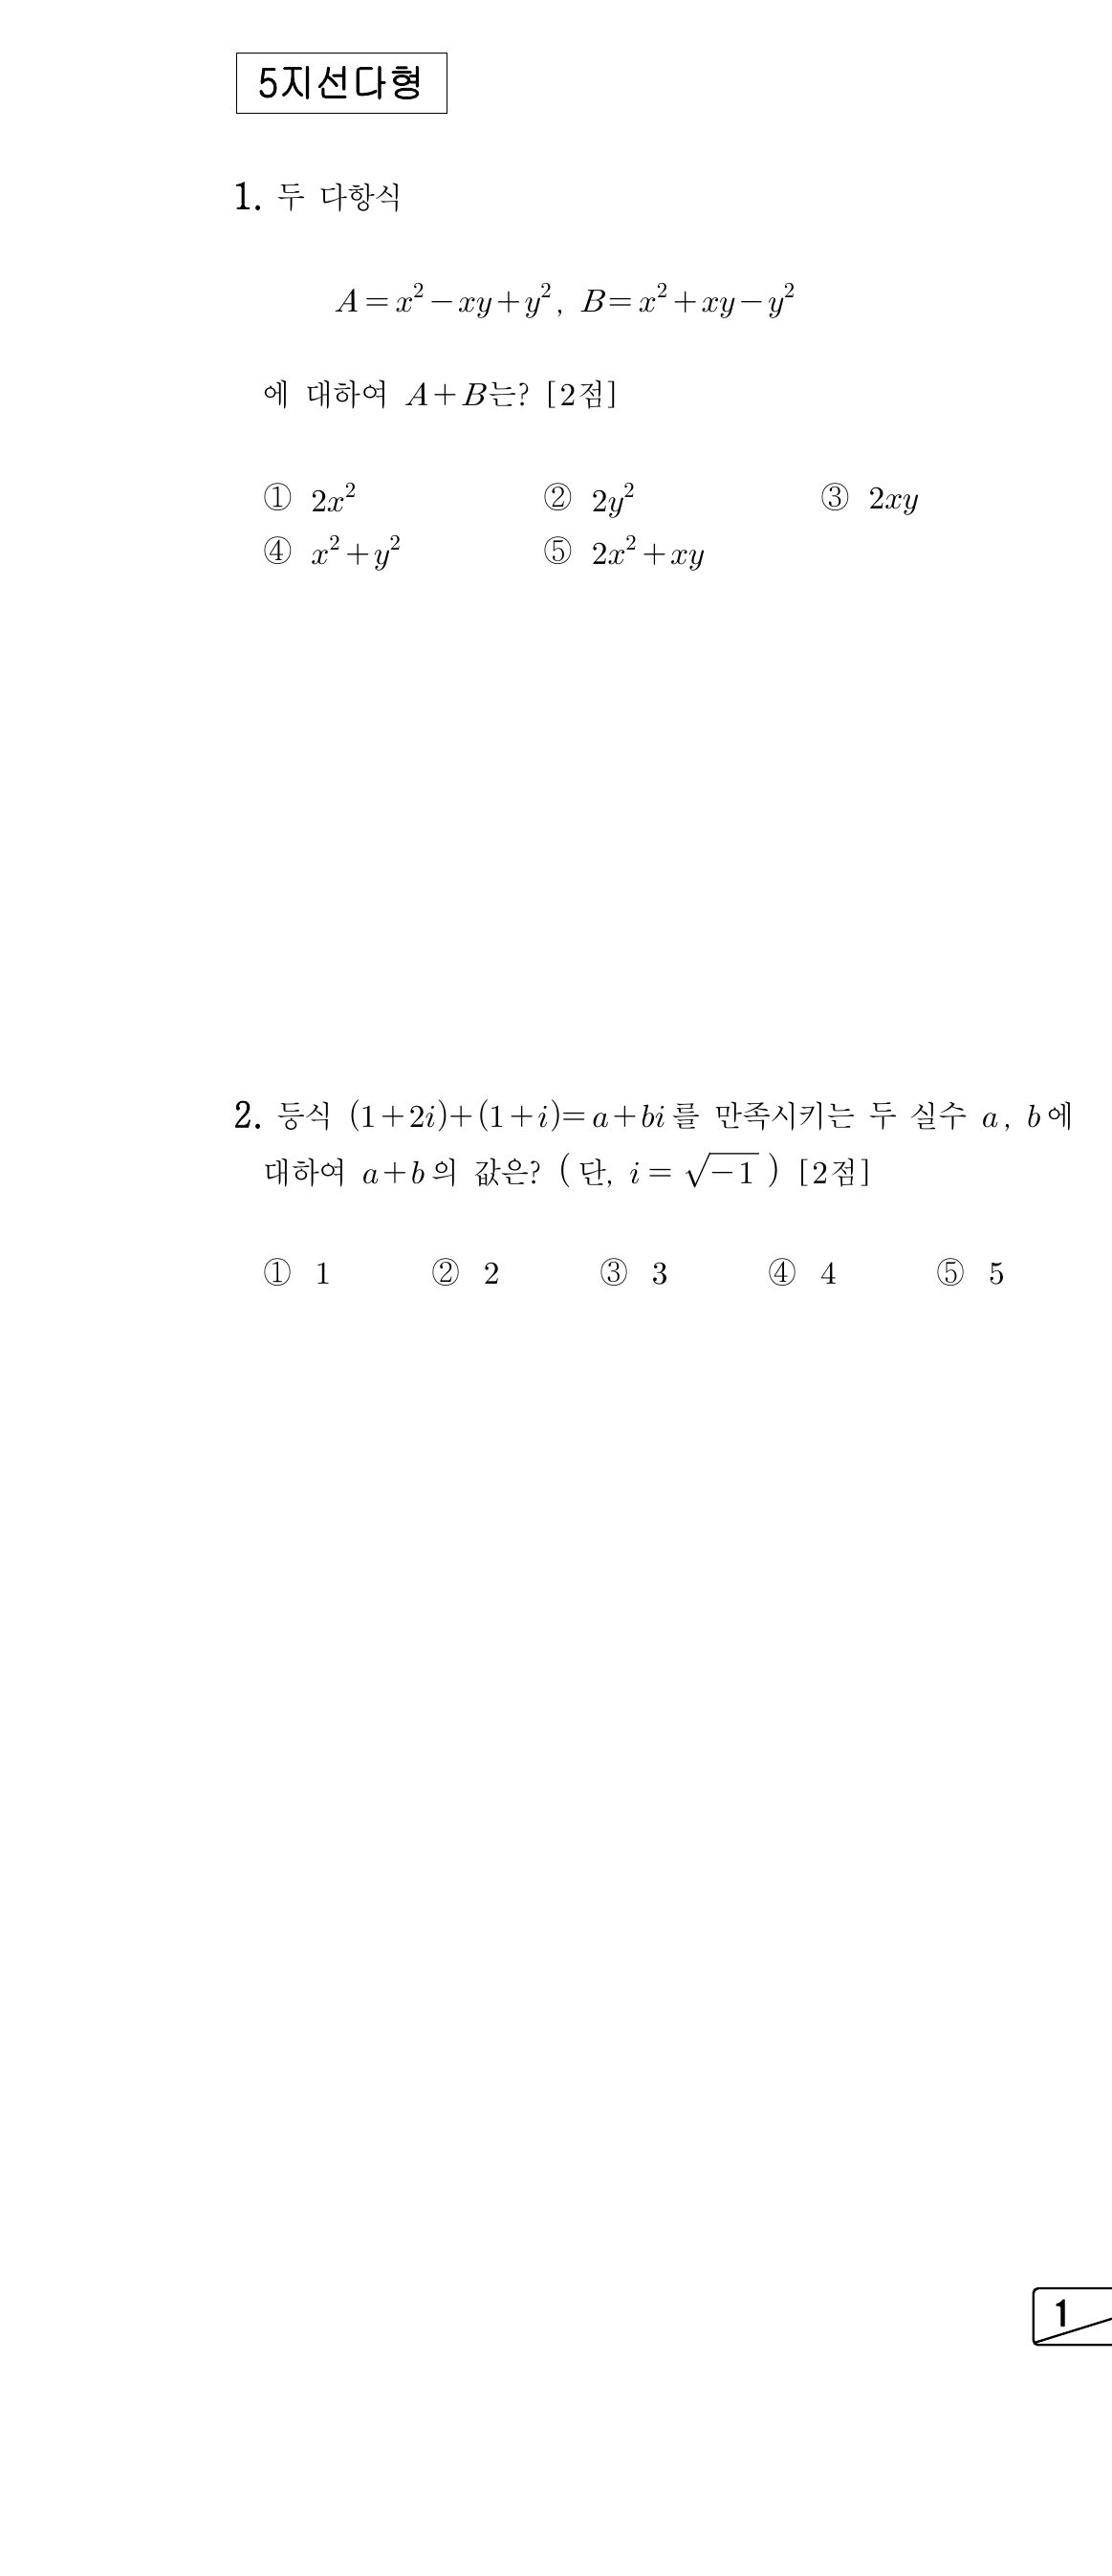 5지선다형
1. 두 다항식
A=x²-xy+y², B=x²+xy-y²
에 대하여 A+B는? [2점]
① 2x² ② 2y² ③ 2xy
④ x²+y² ⑤ 2x²+xy
2. 등식 (1+2i)+(1+i)=a+bi를 만족시키는 두 실수 a, b에
대하여 a+b의 값은? (단, i=√-1) [2점]
① 1 ② 2 ③ 3 ④ 4 ⑤ 5
1